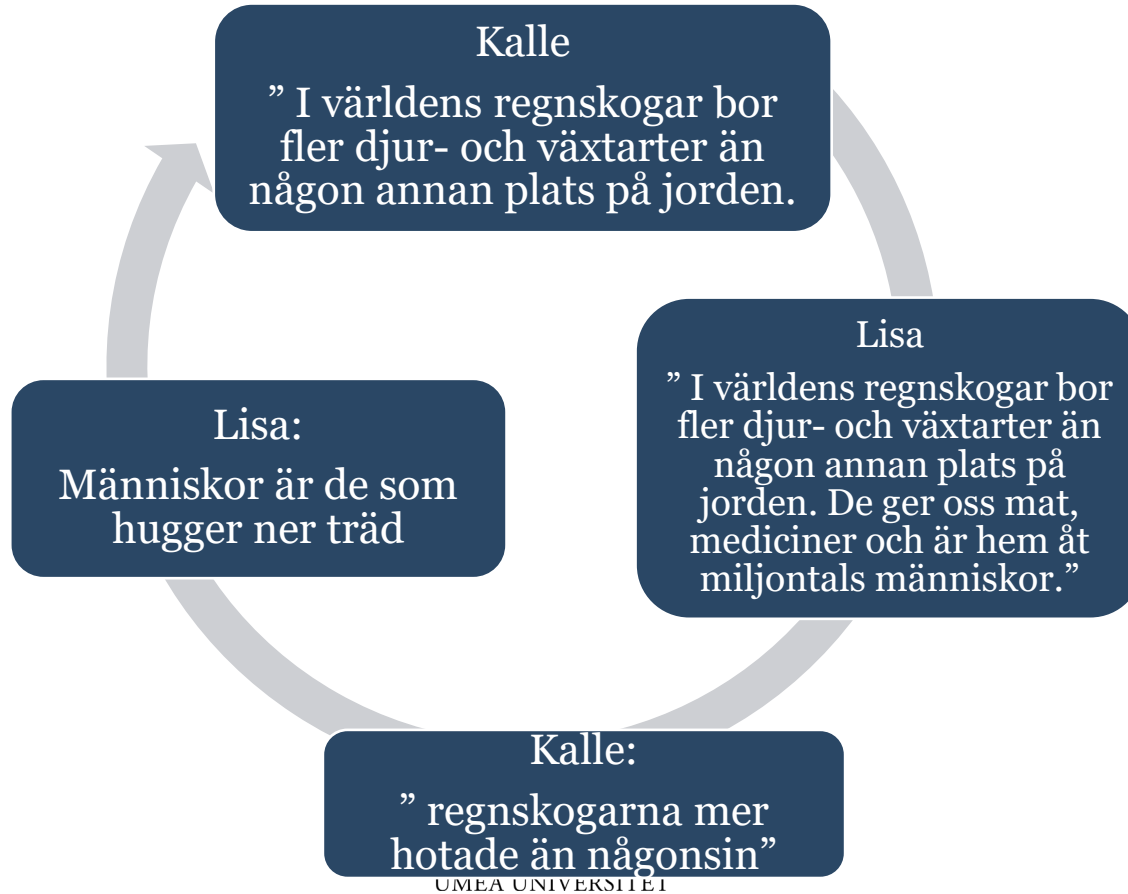 Kalle
” I världens regnskogar bor
fler djur- och växtarter än
någon annan plats på jorden.
Lisa
” I världens regnskogar bor
fler djur- och växtarter än
någon annan plats på
jorden. De ger oss mat,
mediciner och är hem åt
miljontals människor.”
Kalle:
” regnskogarna mer
hotade än någonsin”
Lisa:
Människor är de som
hugger ner träd
UMEÅ UNIVERSITET